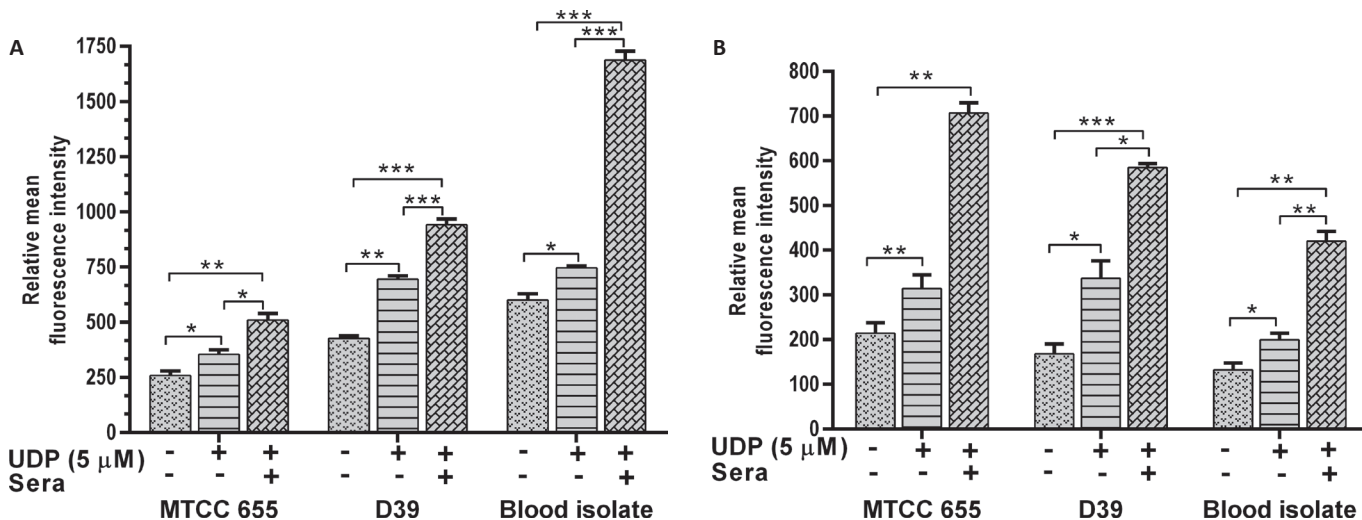 A
Relative mean
fluorescence intensity
1750
1500
1250
1000
750
500
250
0
** * *
*** ** ***
*** * ***
UDP (5 μM) - + + - + + - + +
Sera - - + - - + - - +
MTCC 655 D39 Blood isolate
B
Relative mean
fluorescence intensity
800
700
600
500
400
300
200
100
0
** **
*** * *
** ** *
UDP (5 μM) - + + - + + - + +
Sera - - + - - + - - +
MTCC 655 D39 Blood isolate